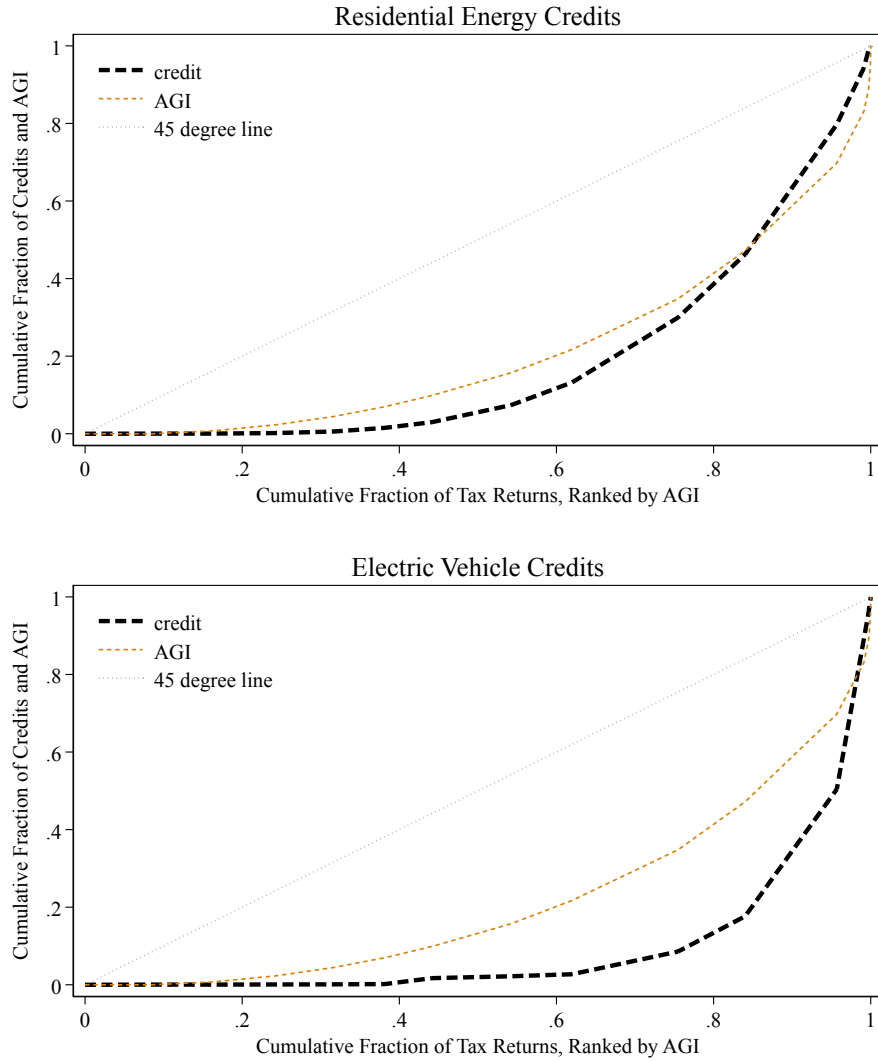 Residential Energy Credits
Cumulative Fraction of Credits and AGI
1
.8
.6
.4
.2
0
credit
AGI
45 degree line
0 .2 .4 .6 .8 1
Cumulative Fraction of Tax Returns, Ranked by AGI
Electric Vehicle Credits
Cumulative Fraction of Credits and AGI
1
.8
.6
.4
.2
0
credit
AGI
45 degree line
0 .2 .4 .6 .8 1
Cumulative Fraction of Tax Returns, Ranked by AGI